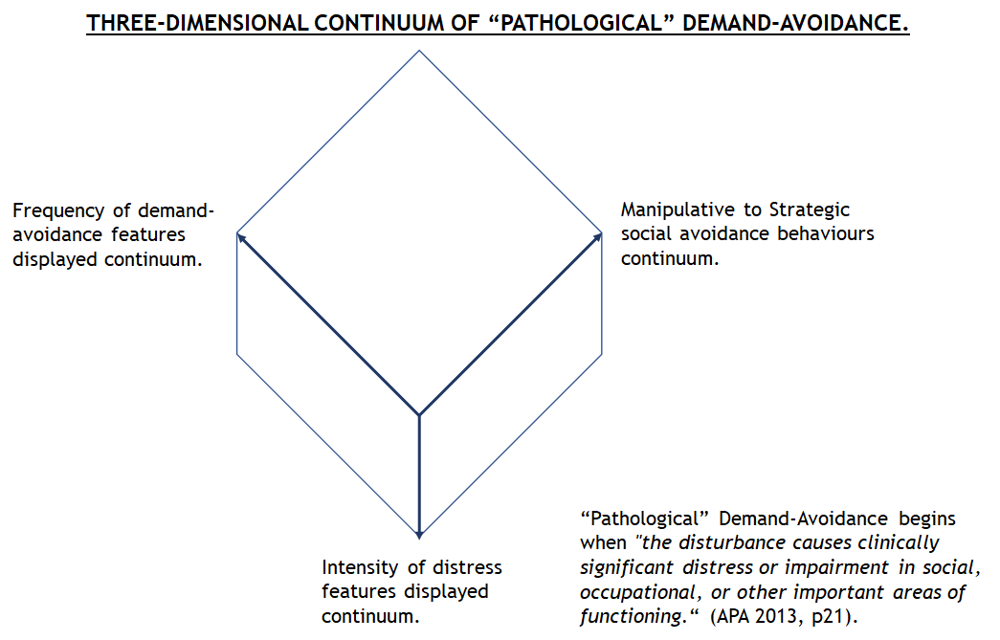 THREE-DIMENSIONAL CONTINUUM OF “PATHOLOGICAL” DEMAND-AVOIDANCE.
Frequency of demand-
avoidance features
displayed continuum.
Manipulative to Strategic
social avoidance behaviours
continuum.
Intensity of distress
features displayed
continuum.
“Pathological” Demand-Avoidance begins
when "the disturbance causes clinically
significant distress or impairment in social,
occupational, or other important areas of
functioning.“ (APA 2013, p21).